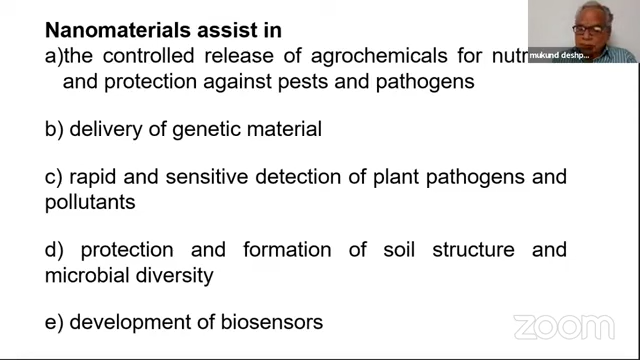 Nanomaterials assist in
a)the controlled release of agrochemicals for
and protection against pests and pathogens
b) delivery of genetic material
c) rapid and sensitive detection of plant pathogens and
pollutants
d) protection and formation of soil structure and
microbial diversity
e) development of biosensors
mukund deshp...
zoom